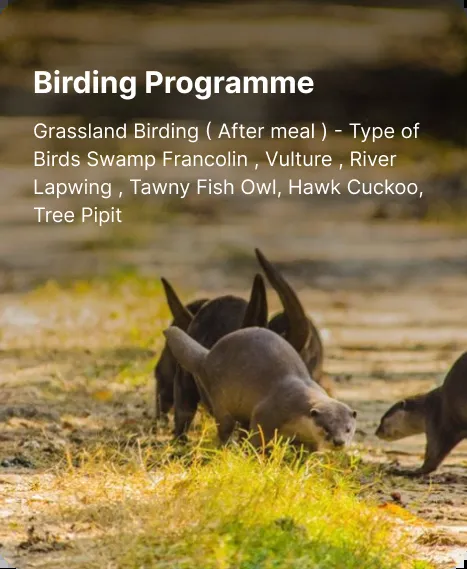 Birding Programme
Grassland Birding ( After meal ) - Type of
Birds Swamp Francolin , Vulture , River
Lapwing , Tawny Fish Owl, Hawk Cuckoo,
Tree Pipit